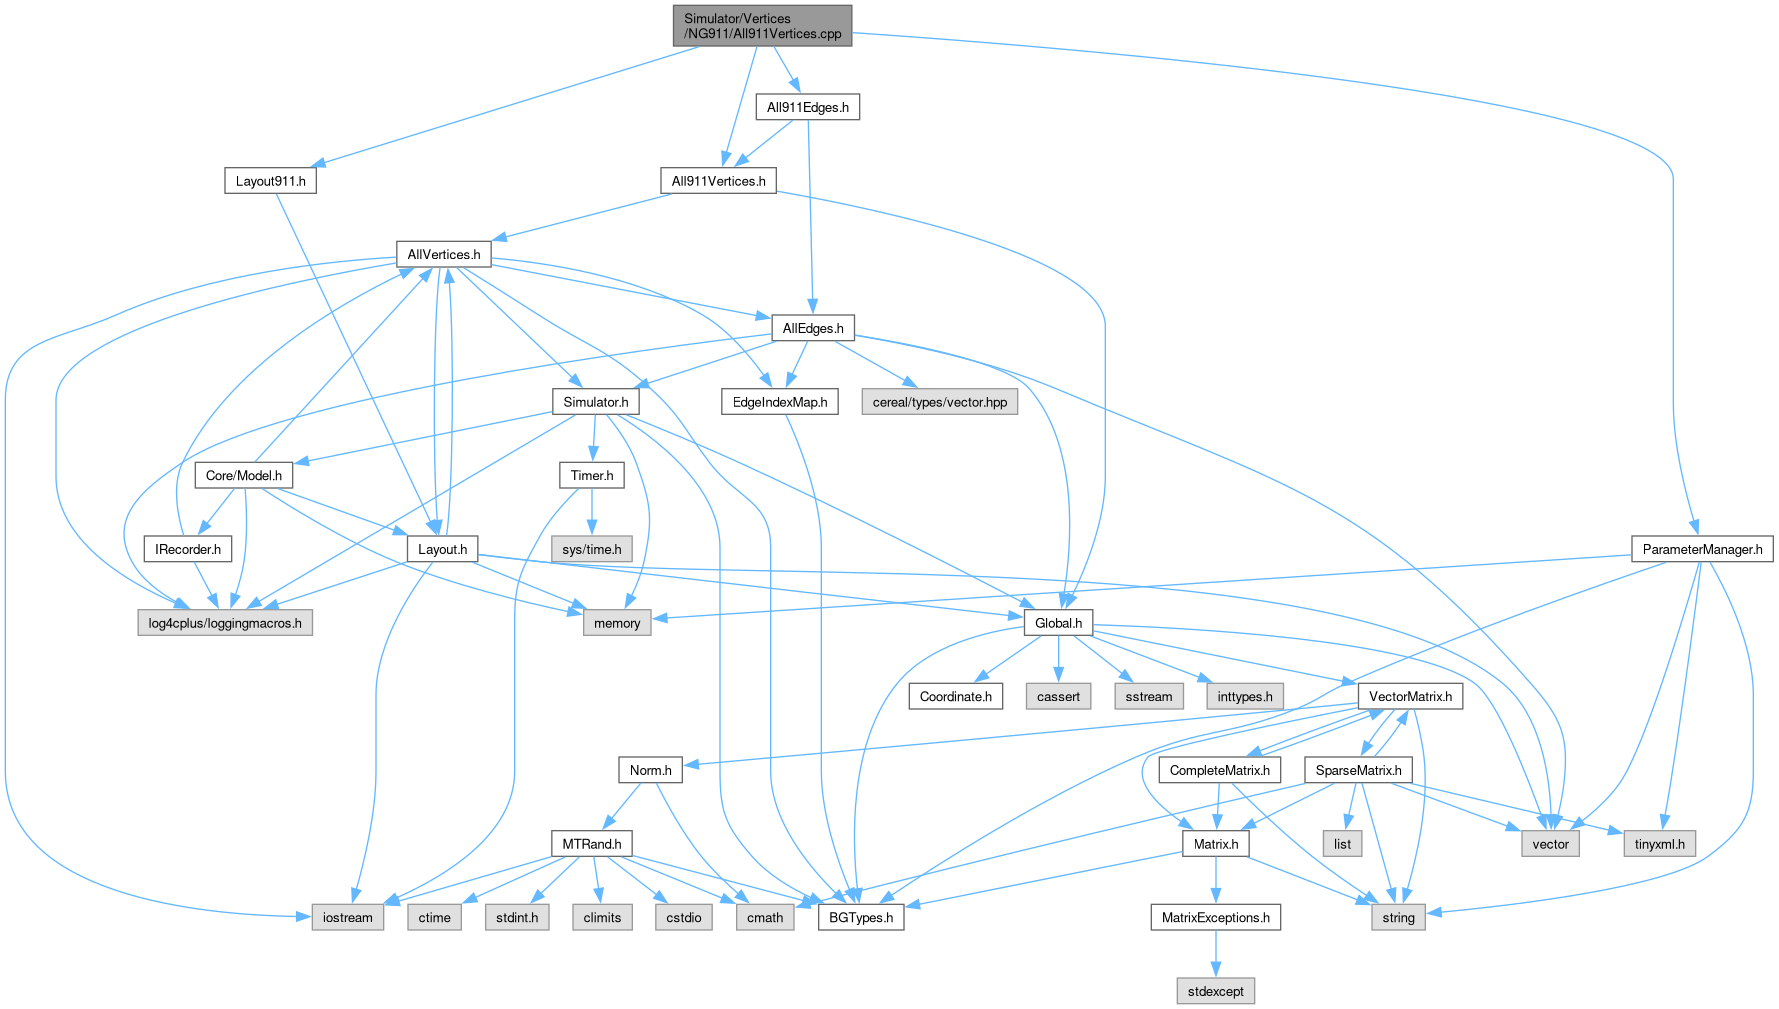 Simulator/Vertices
/NG911/All911Vertices.cpp
All911Edges.h
Layout911.h
All911Vertices.h
AllVertices.h
AllEdges.h
Simulator.h
EdgeIndexMap.h
cereal/types/vector.hpp
Core/Model.h
Timer.h
IRecorder.h
Layout.h
sys/time.h
ParameterManager.h
log4cplus/loggingmacros.h
memory
Global.h
Coordinate.h
cassert
sstream
inttypes.h
VectorMatrix.h
Norm.h
CompleteMatrix.h
SparseMatrix.h
MTRand.h
Matrix.h
list
vector
tinyxml.h
iostream
ctime
stdint.h
climits
cstdio
cmath
BGTypes.h
MatrixExceptions.h
string
stdexcept